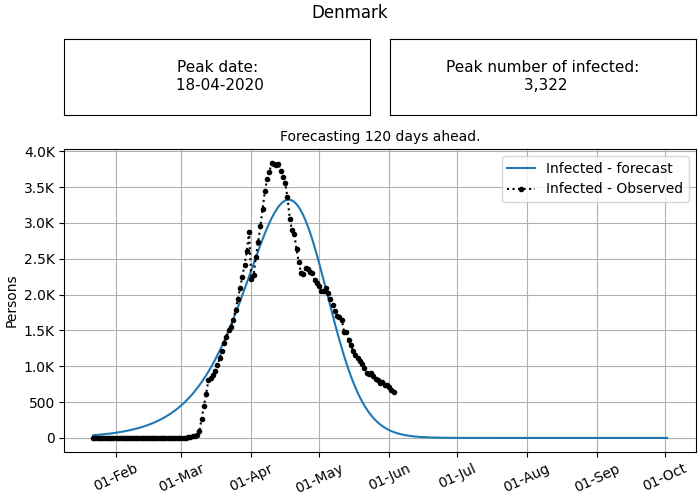 Denmark
Peak date:
18-04-2020
Peak number of infected:
3,322
Forecasting 120 days ahead.
4.0K
3.5K
3.0K
2.5K
2.0K
1.5K
1.0K
500
0
Persons
Infected - forecast
Infected - Observed
01-Feb
01-Mar
01-Apr
01-May
01-Jun
01-Jul
01-Aug
01-Sep
01-Oct